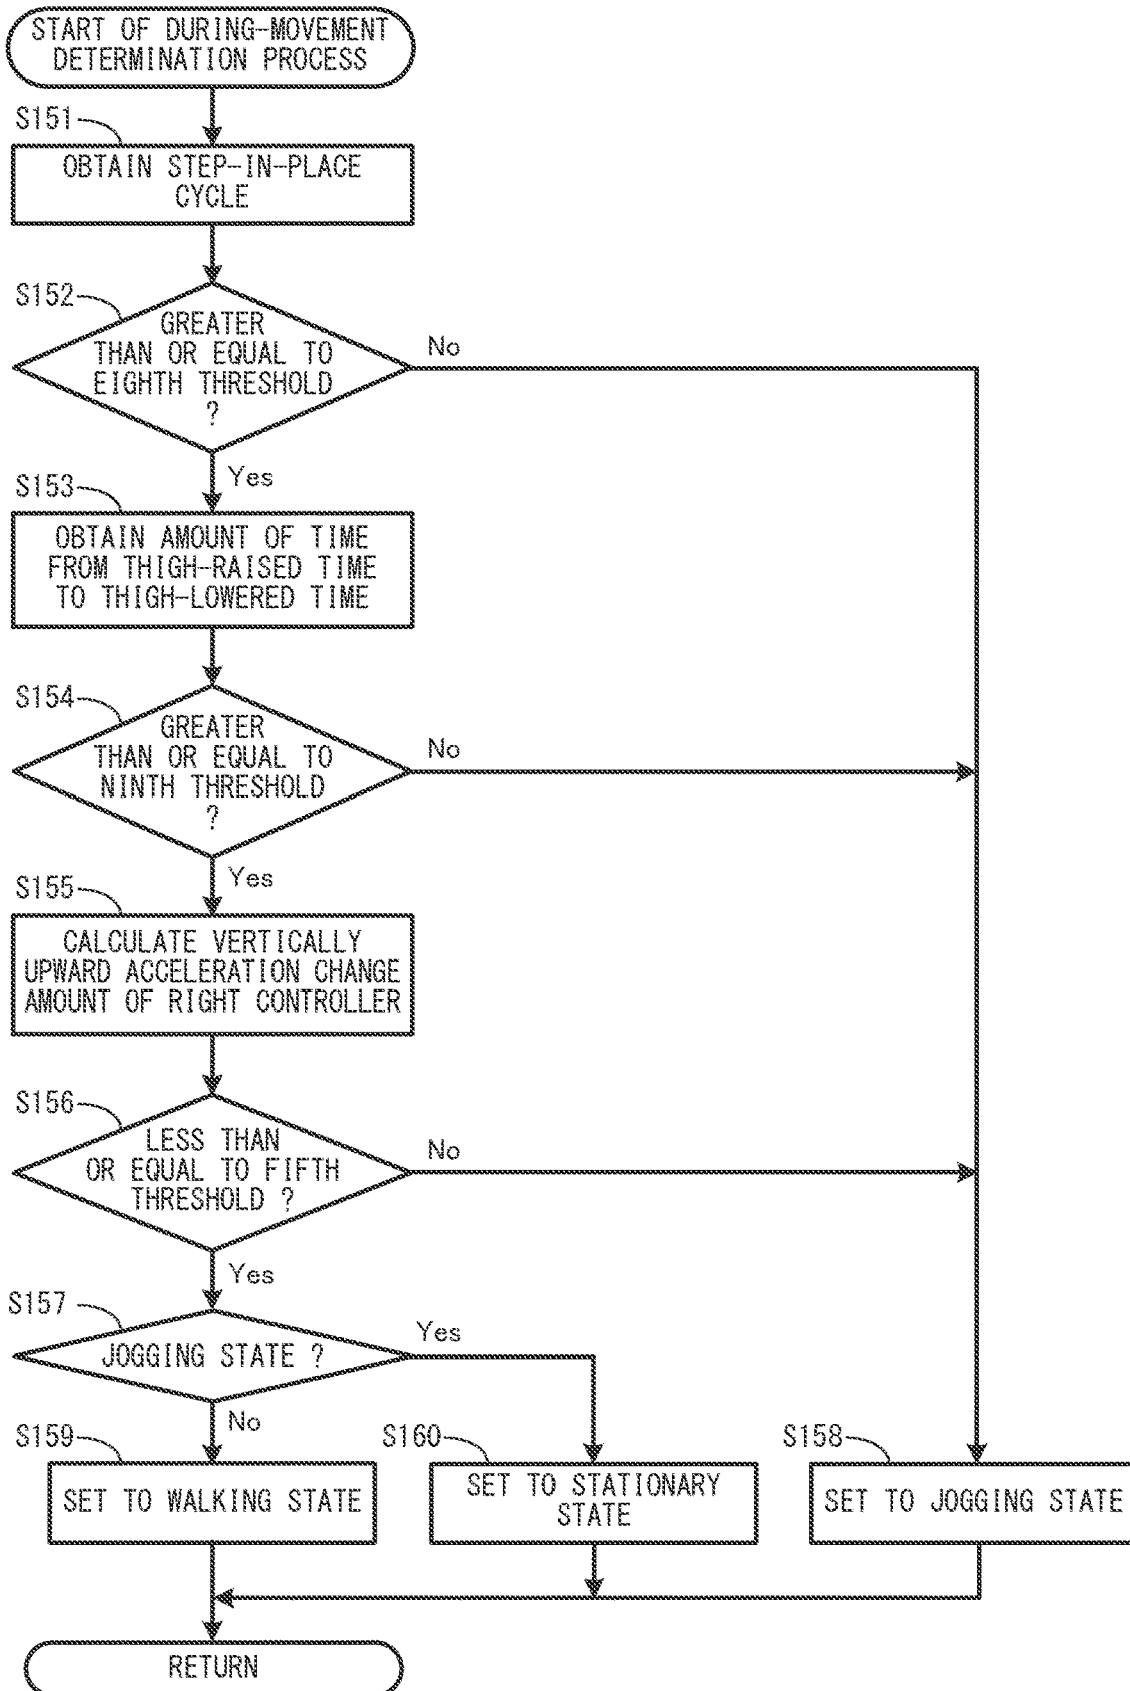 START OF DURING-MOVEMENT
DETERMINATION PROCESS
S151
OBTAIN STEP-IN-PLACE
CYCLE
S152
GREATER
THAN OR EQUAL TO
EIGHTH THRESHOLD
?
No
Yes
S153
OBTAIN AMOUNT OF TIME
FROM THIGH-RAISED TIME
TO THIGH-LOWERED TIME
S154
GREATER
THAN OR EQUAL TO
NINTH THRESHOLD
?
No
Yes
S155
CALCULATE VERTICALLY
UPWARD ACCELERATION CHANGE
AMOUNT OF RIGHT CONTROLLER
S156
LESS THAN
OR EQUAL TO FIFTH
THRESHOLD ?
No
Yes
S157
JOGGING STATE ?
Yes
No
S159
SET TO WALKING STATE
S160
SET TO STATIONARY
STATE
S158
SET TO JOGGING STATE
RETURN